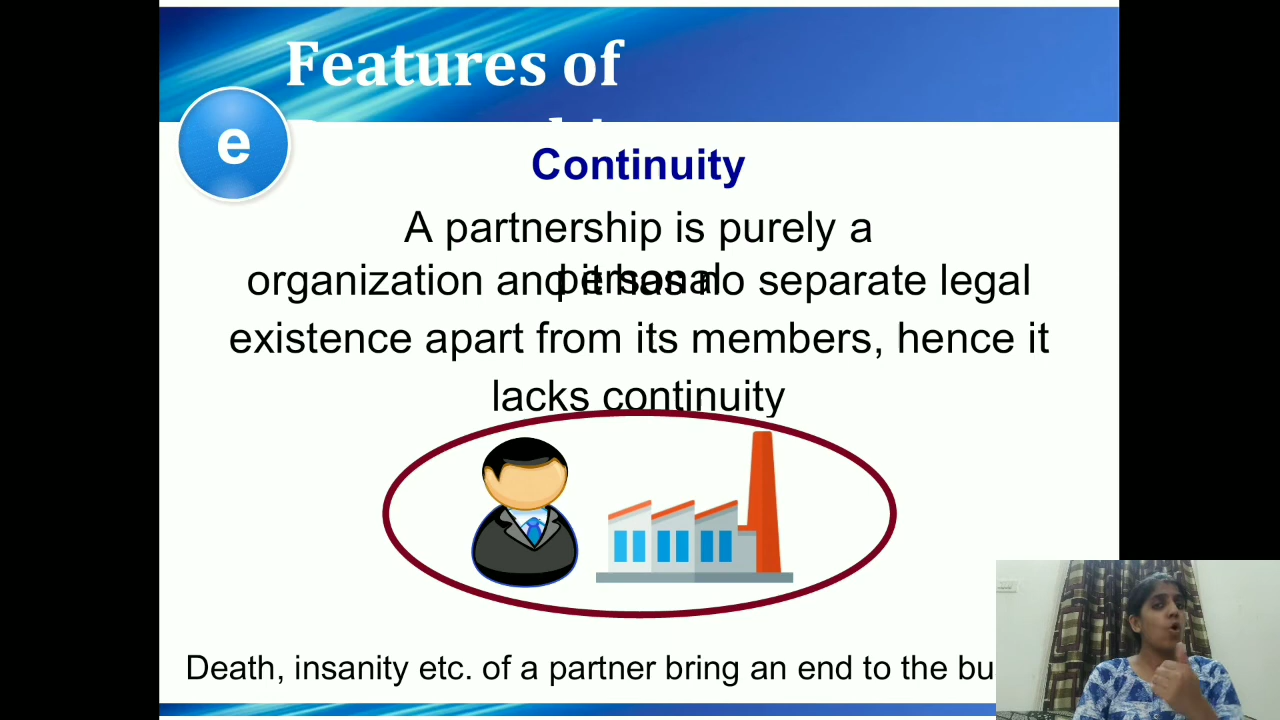 Features of
e
Continuity
A partnership is purely a
personal
organization and it has no separate legal
existence apart from its members, hence it
lacks continuity
Death, insanity etc. of a partner bring an end to the bu